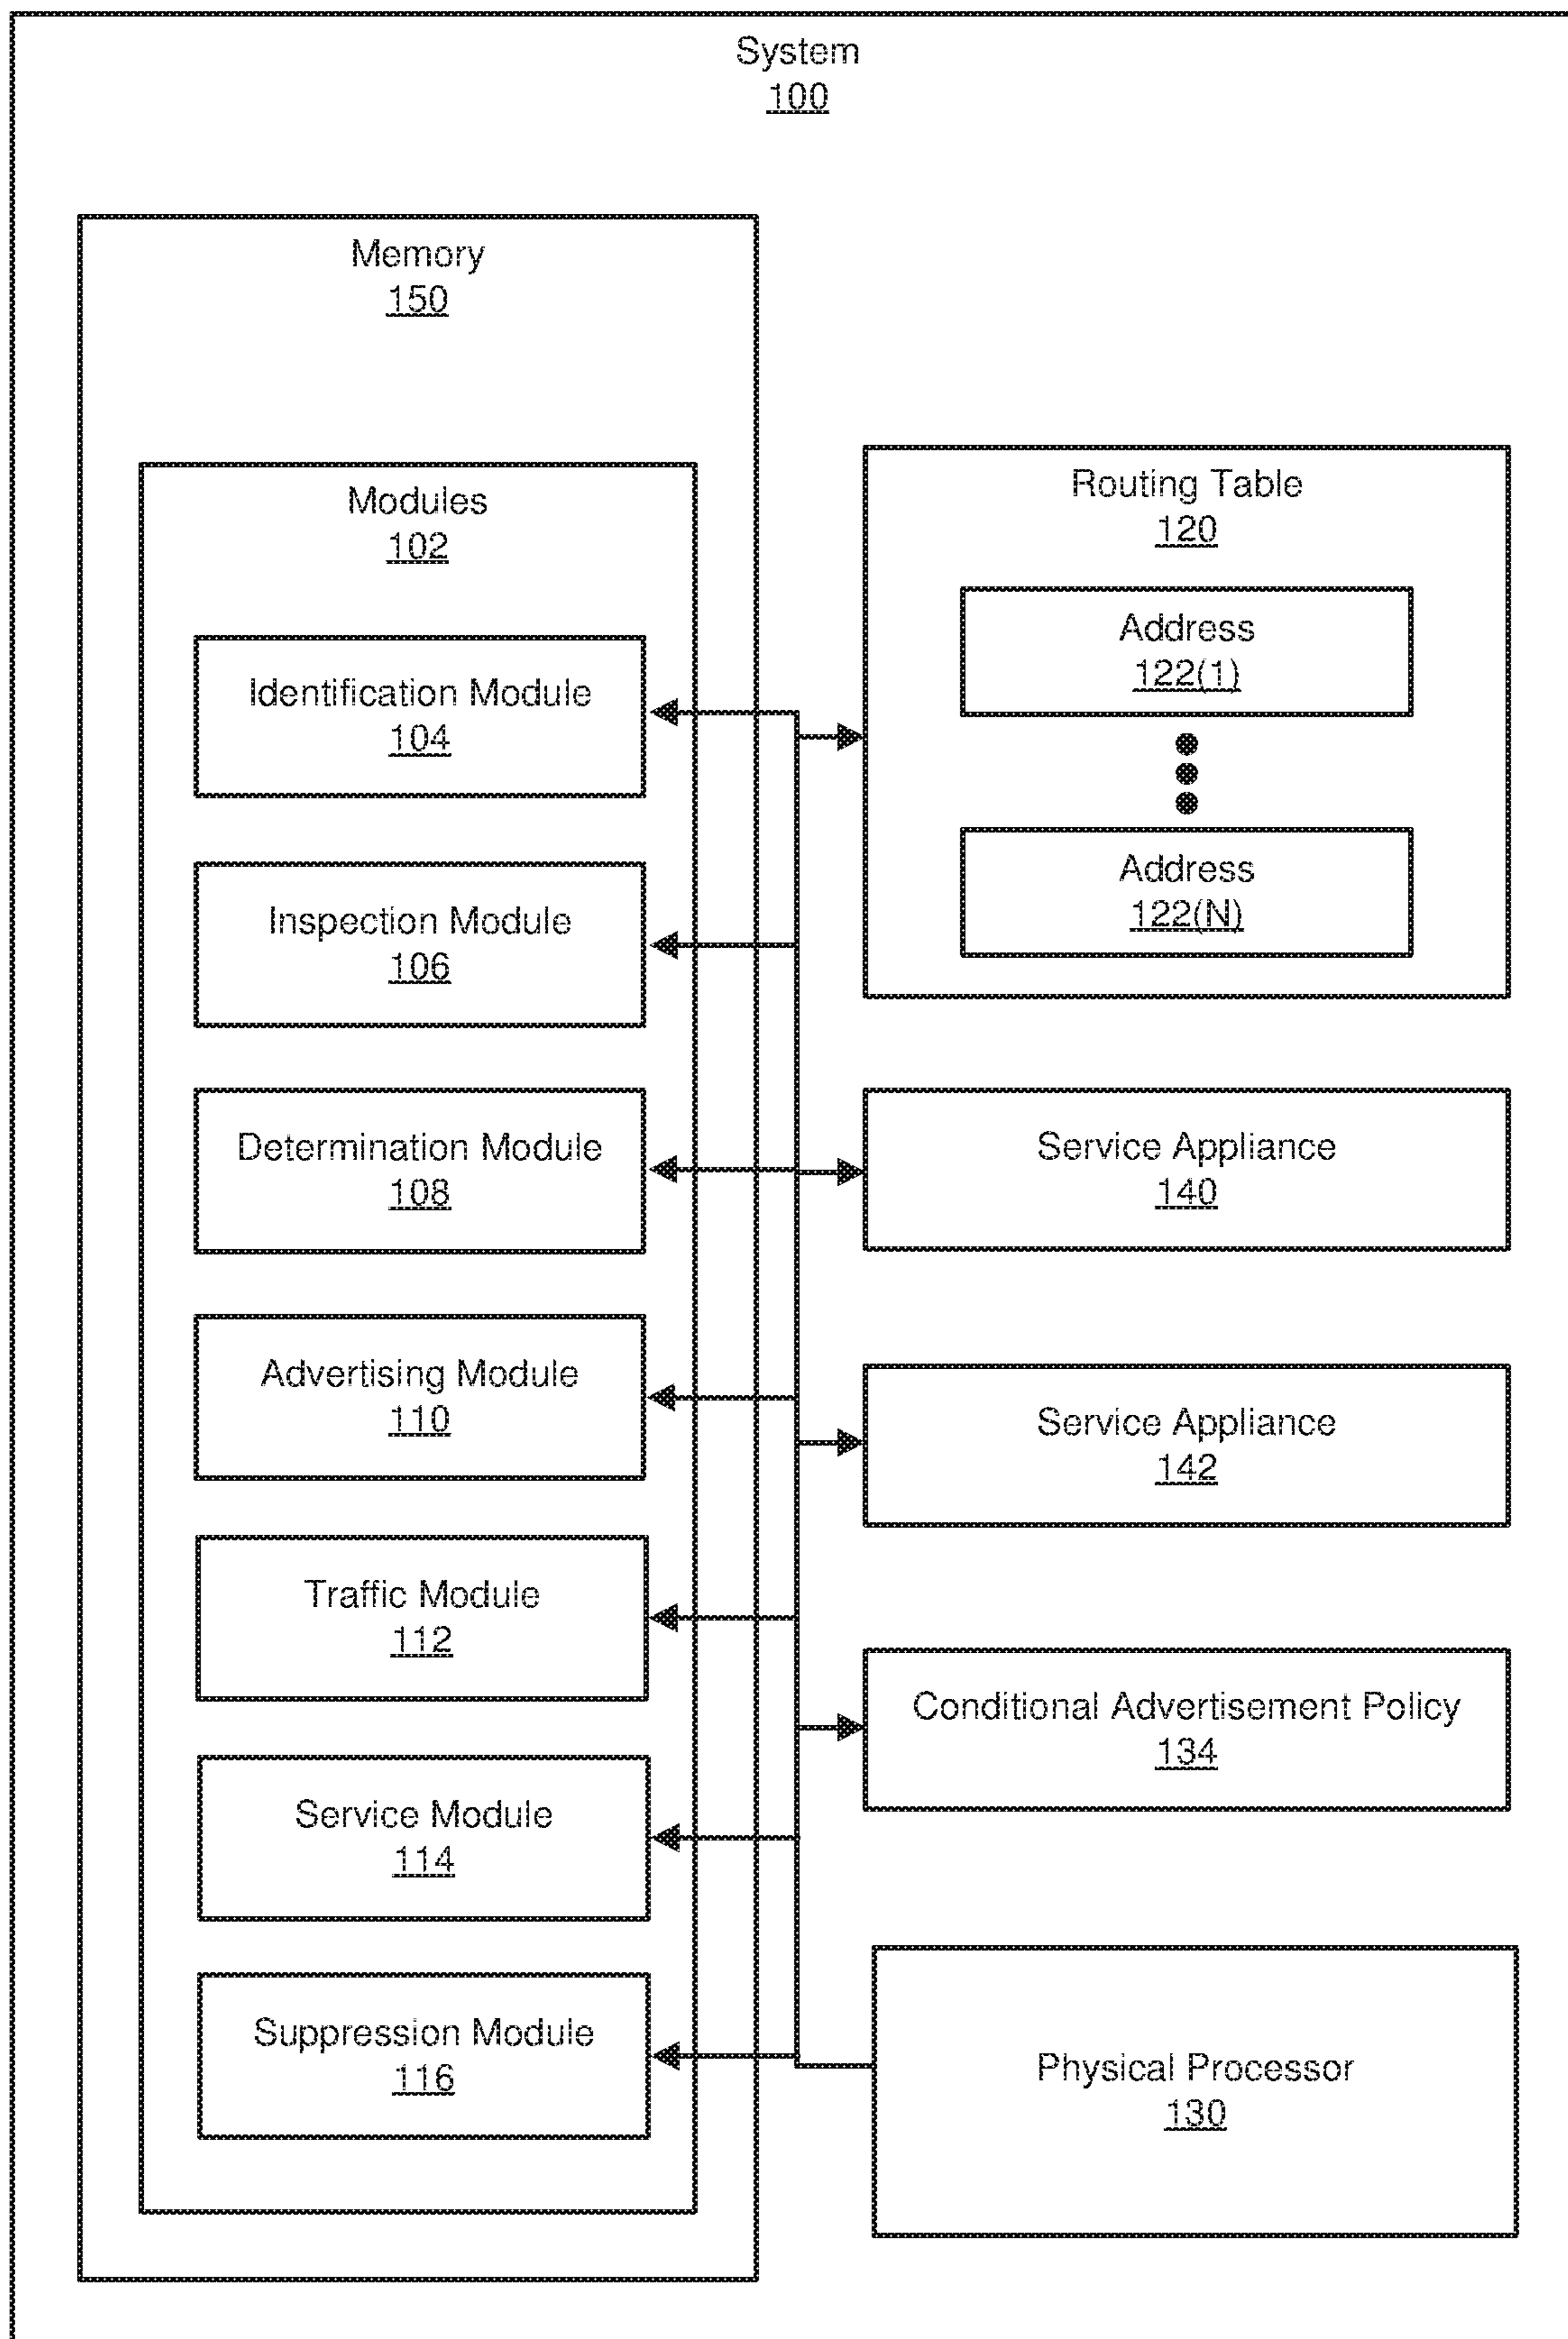 System
100
Memory
150
Modules
102
Identification Module
104
Inspection Module
106
Determination Module
108
Advertising Module
110
Traffic Module
112
Service Module
114
Suppression Module
116
Routing Table
120
Address
122(1)
Address
122(N)
Service Appliance
140
Service Appliance
142
Conditional Advertisement Policy
134
Physical Processor
130